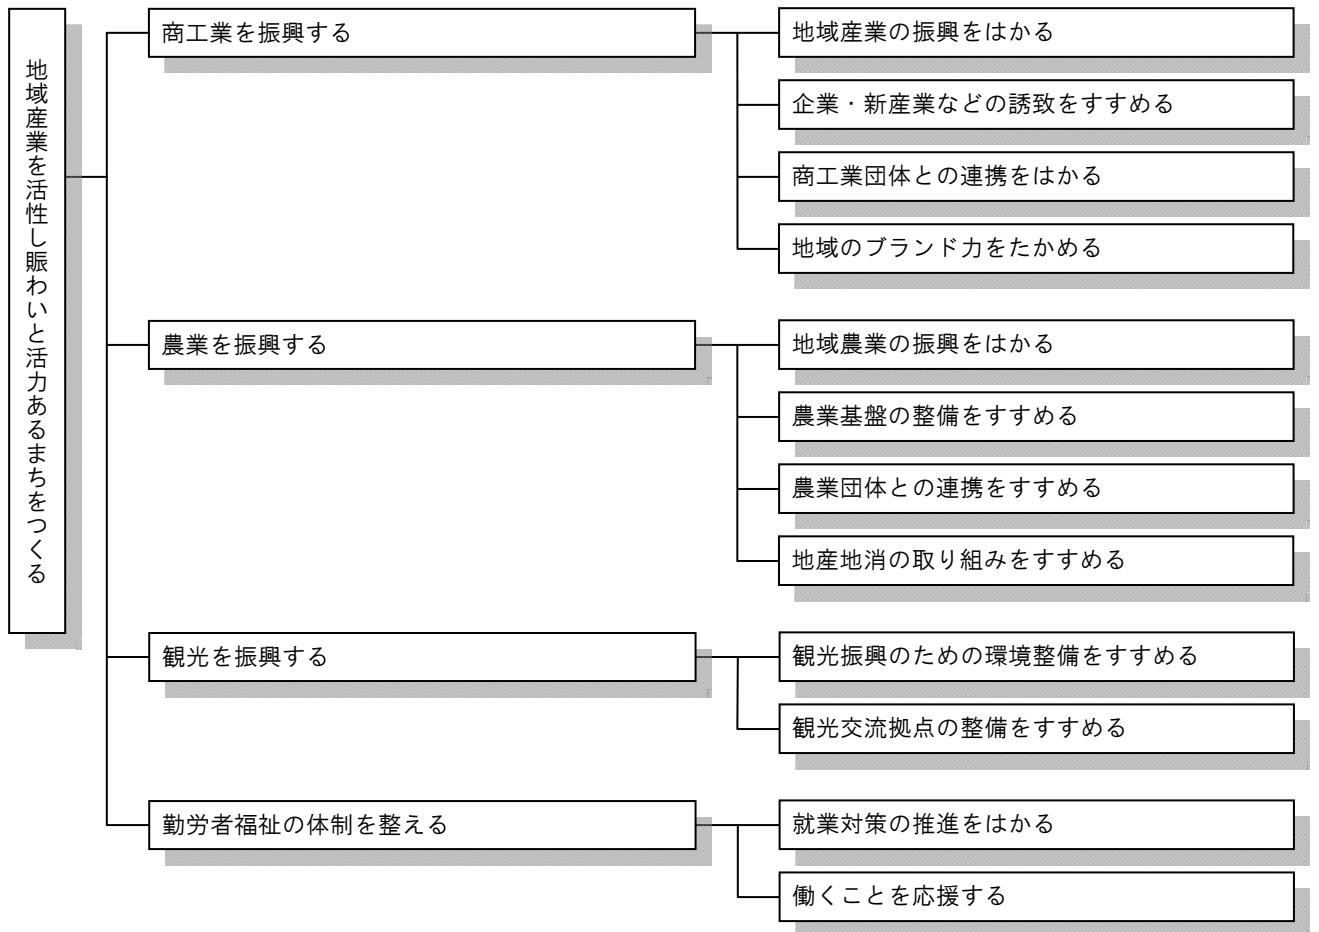 地域産業を活性し賑わいと活力あるまちをつくる
商工業を振興する
地域産業の振興をはかる
企業・新産業などの誘致をすすめる
商工業団体との連携をはかる
地域のブランド力をたかめる
農業を振興する
地域農業の振興をはかる
農業基盤の整備をすすめる
農業団体との連携をすすめる
地産地消の取り組みをすすめる
観光を振興する
観光振興のための環境整備をすすめる
観光交流拠点の整備をすすめる
勤労者福祉の体制を整える
就業対策の推進をはかる
働くことを応援する